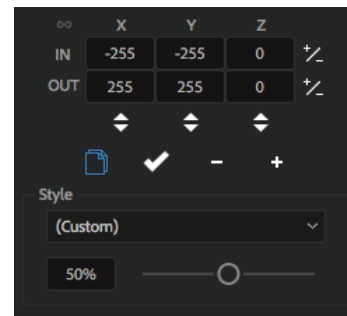 X Y Z
IN -255 -255 0 +/-
OUT 255 255 0 +/-
- +
Style
(Custom)
50%